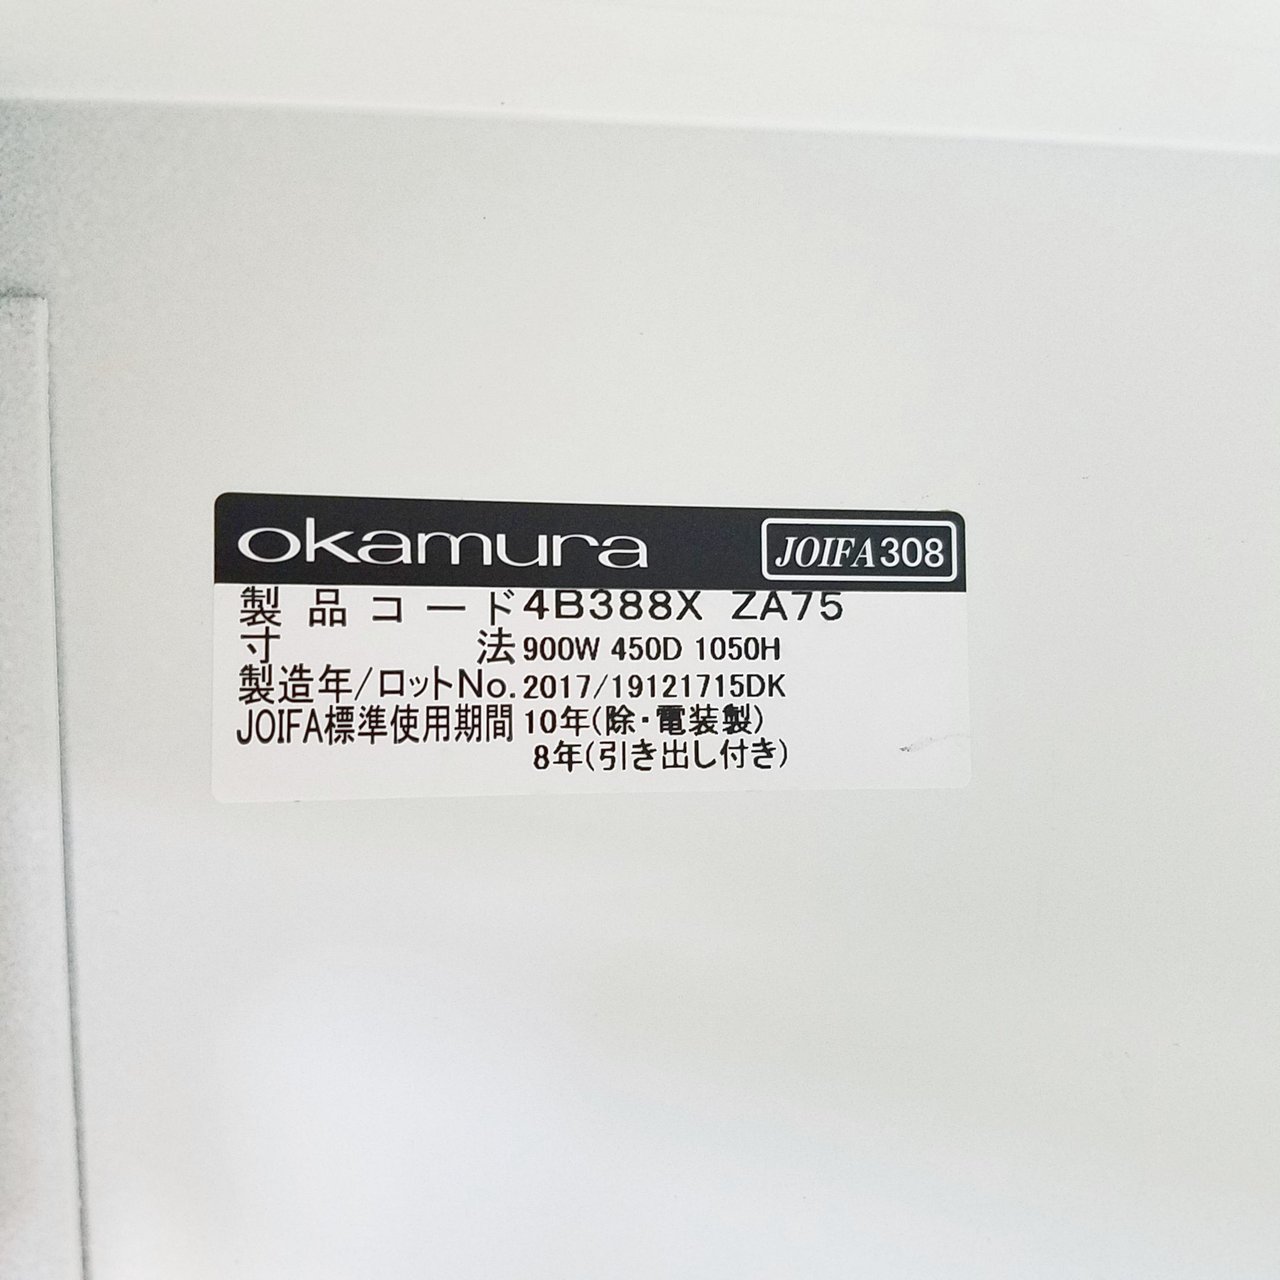 okamura JOIFA308
製品コード4B388X ZA75
寸法900W 450D 1050H
製造年/ロットNo.2017/19121715DK
JOIFA標準使用期間 10年(除・電装製)
8年(引き出し付き)